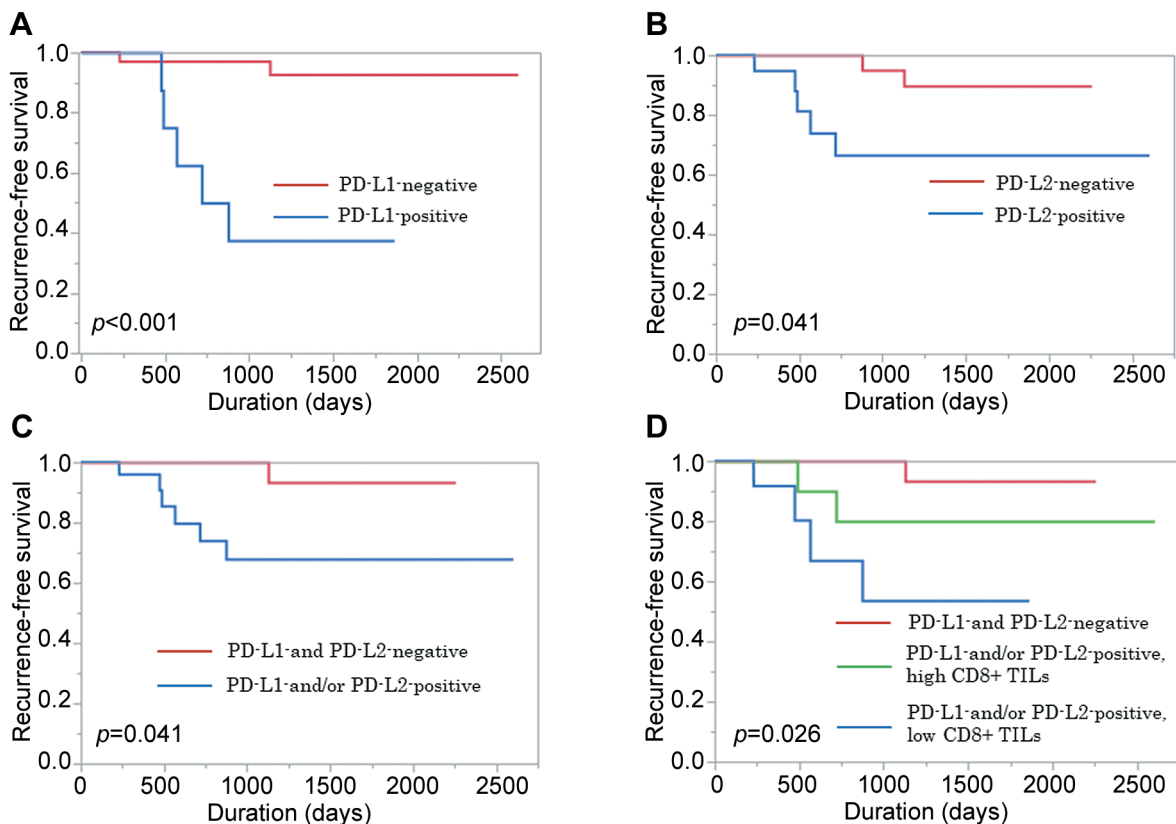 A
1.0
0.8
0.6
0.4
0.2
0.0
Recurrence-free survival
PD-L1-negative
PD-L1-positive
p<0.001
0 500 1000 1500 2000 2500
Duration (days)
B
1.0
0.8
0.6
0.4
0.2
0.0
Recurrence-free survival
PD-L2-negative
PD-L2-positive
p=0.041
0 500 1000 1500 2000 2500
Duration (days)
C
1.0
0.8
0.6
0.4
0.2
0.0
Recurrence-free survival
PD-L1-and PD-L2-negative
PD-L1-and/or PD-L2-positive
p=0.041
0 500 1000 1500 2000 2500
Duration (days)
D
1.0
0.8
0.6
0.4
0.2
0.0
Recurrence-free survival
PD-L1-and PD-L2-negative
PD-L1-and/or PD-L2-positive,
high CD8+ TILs
PD-L1-and/or PD-L2-positive,
low CD8+ TILs
p=0.026
0 500 1000 1500 2000 2500
Duration (days)